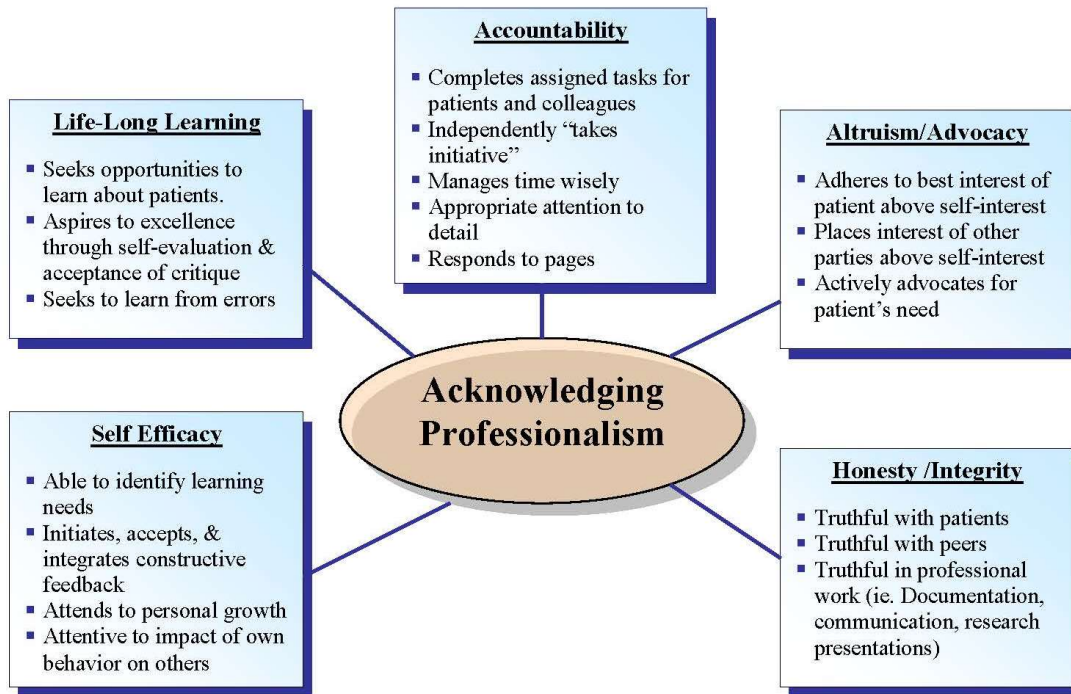 Accountability
▪ Completes assigned tasks for
patients and colleagues
▪ Independently “takes
initiative”
▪ Manages time wisely
▪ Appropriate attention to
detail
▪ Responds to pages
Life-Long Learning
▪ Seeks opportunities to
learn about patients.
▪ Aspires to excellence
through self-evaluation &
acceptance of critique
▪ Seeks to learn from errors
Altruism/Advocacy
▪ Adheres to best interest of
patient above self-interest
▪ Places interest of other
parties above self-interest
▪ Actively advocates for
patient’s need
Acknowledging
Professionalism
Self Efficacy
▪ Able to identify learning
needs
▪ Initiates, accepts, &
integrates constructive
feedback
▪ Attends to personal growth
▪ Attentive to impact of own
behavior on others
Honesty /Integrity
▪ Truthful with patients
▪ Truthful with peers
▪ Truthful in professional
work (ie. Documentation,
communication, research
presentations)